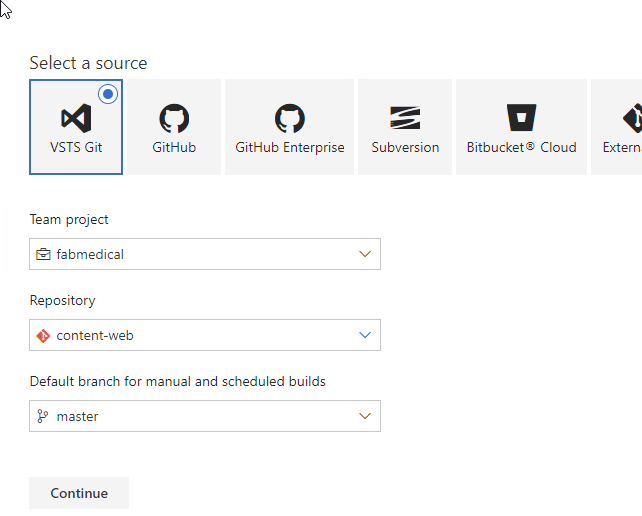 Select a source
VSTS Git
GitHub
GitHub Enterprise
Subversion
Bitbucket® Cloud
Team project
fabmedical
Repository
content-web
Default branch for manual and scheduled builds
master
Continue